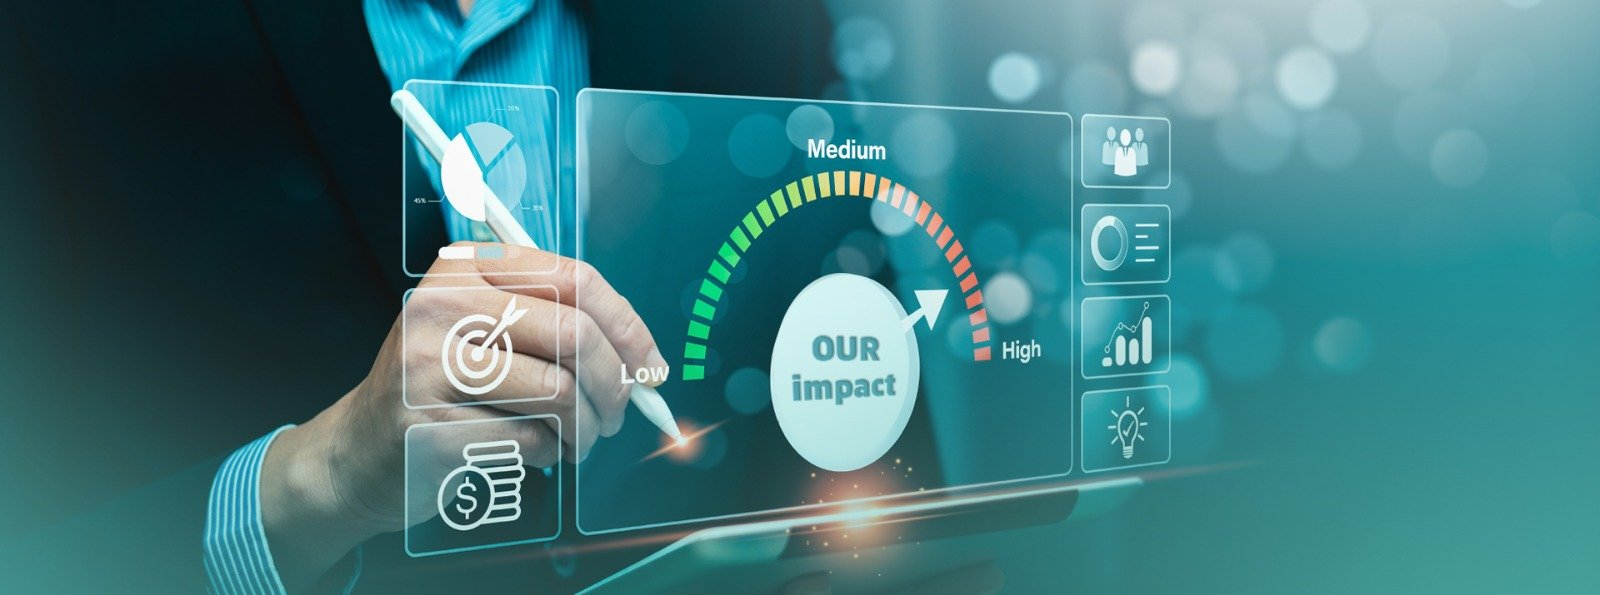 20%
45%
35%
Medium
Low
High
OUR
impact
$